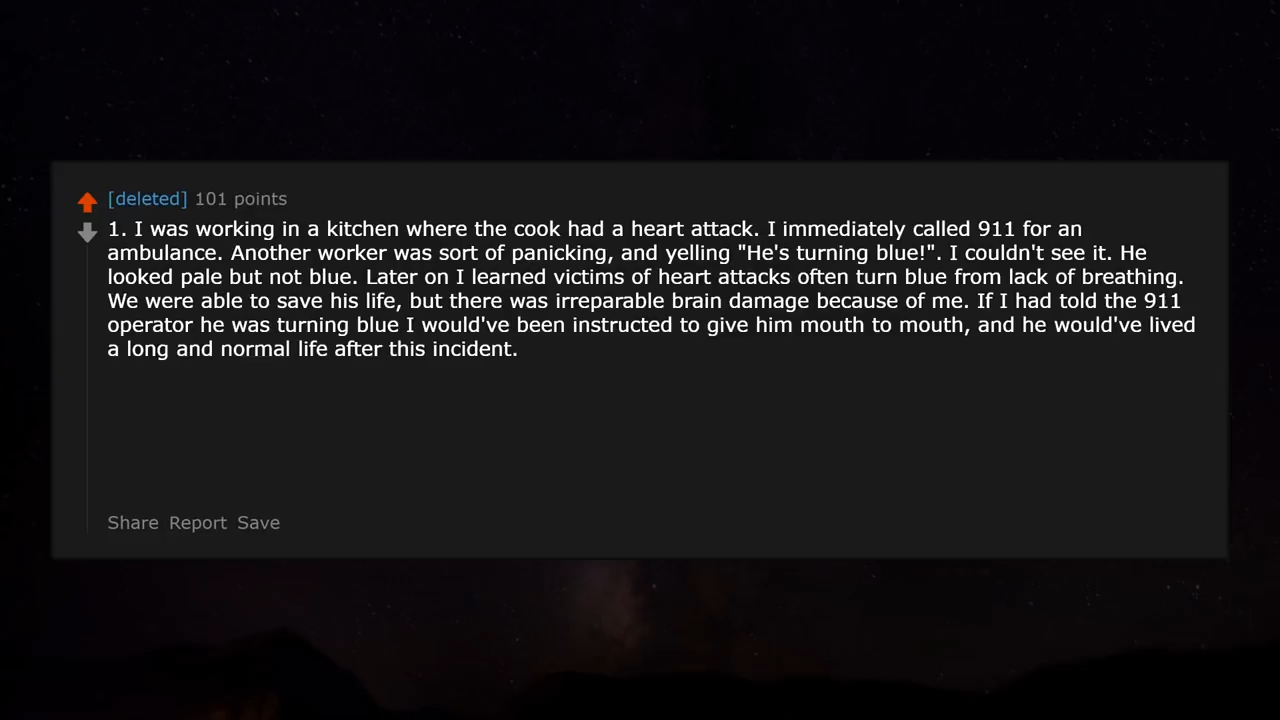 [deleted] 101 points
1. I was working in a kitchen where the cook had a heart attack. I immediately called 911 for an
ambulance. Another worker was sort of panicking, and yelling "He's turning blue!". I couldn't see it. He
looked pale but not blue. Later on I learned victims of heart attacks often turn blue from lack of breathing.
We were able to save his life, but there was irreparable brain damage because of me. If I had told the 911
operator he was turning blue I would've been instructed to give him mouth to mouth, and he would've lived
a long and normal life after this incident.
Share Report Save